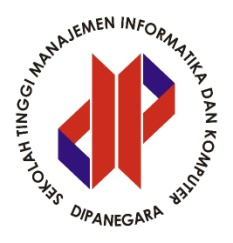 SEKOLAH TINGGI MANAJEMEN INFORMATIKA DAN KOMPUTER
DIPANEGARA